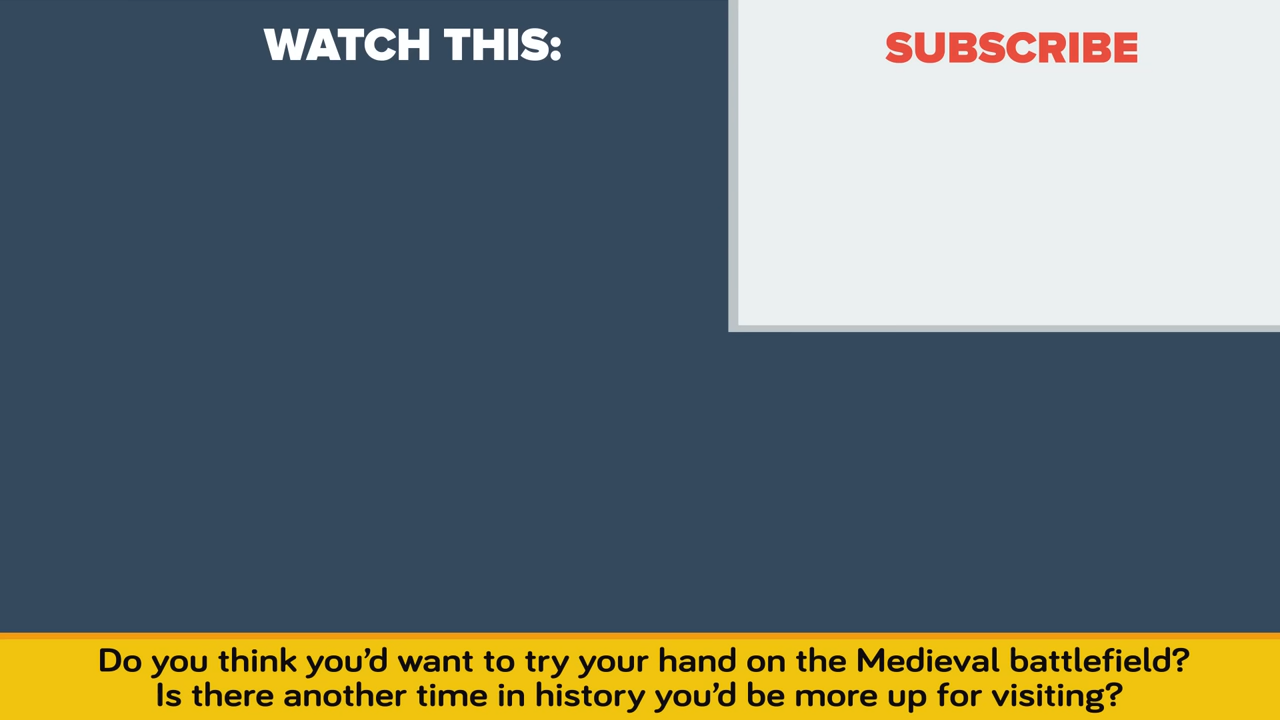 WATCH THIS:
SUBSCRIBE
Do you think you’d want to try your hand on the Medieval battlefield?
Is there another time in history you’d be more up for visiting?